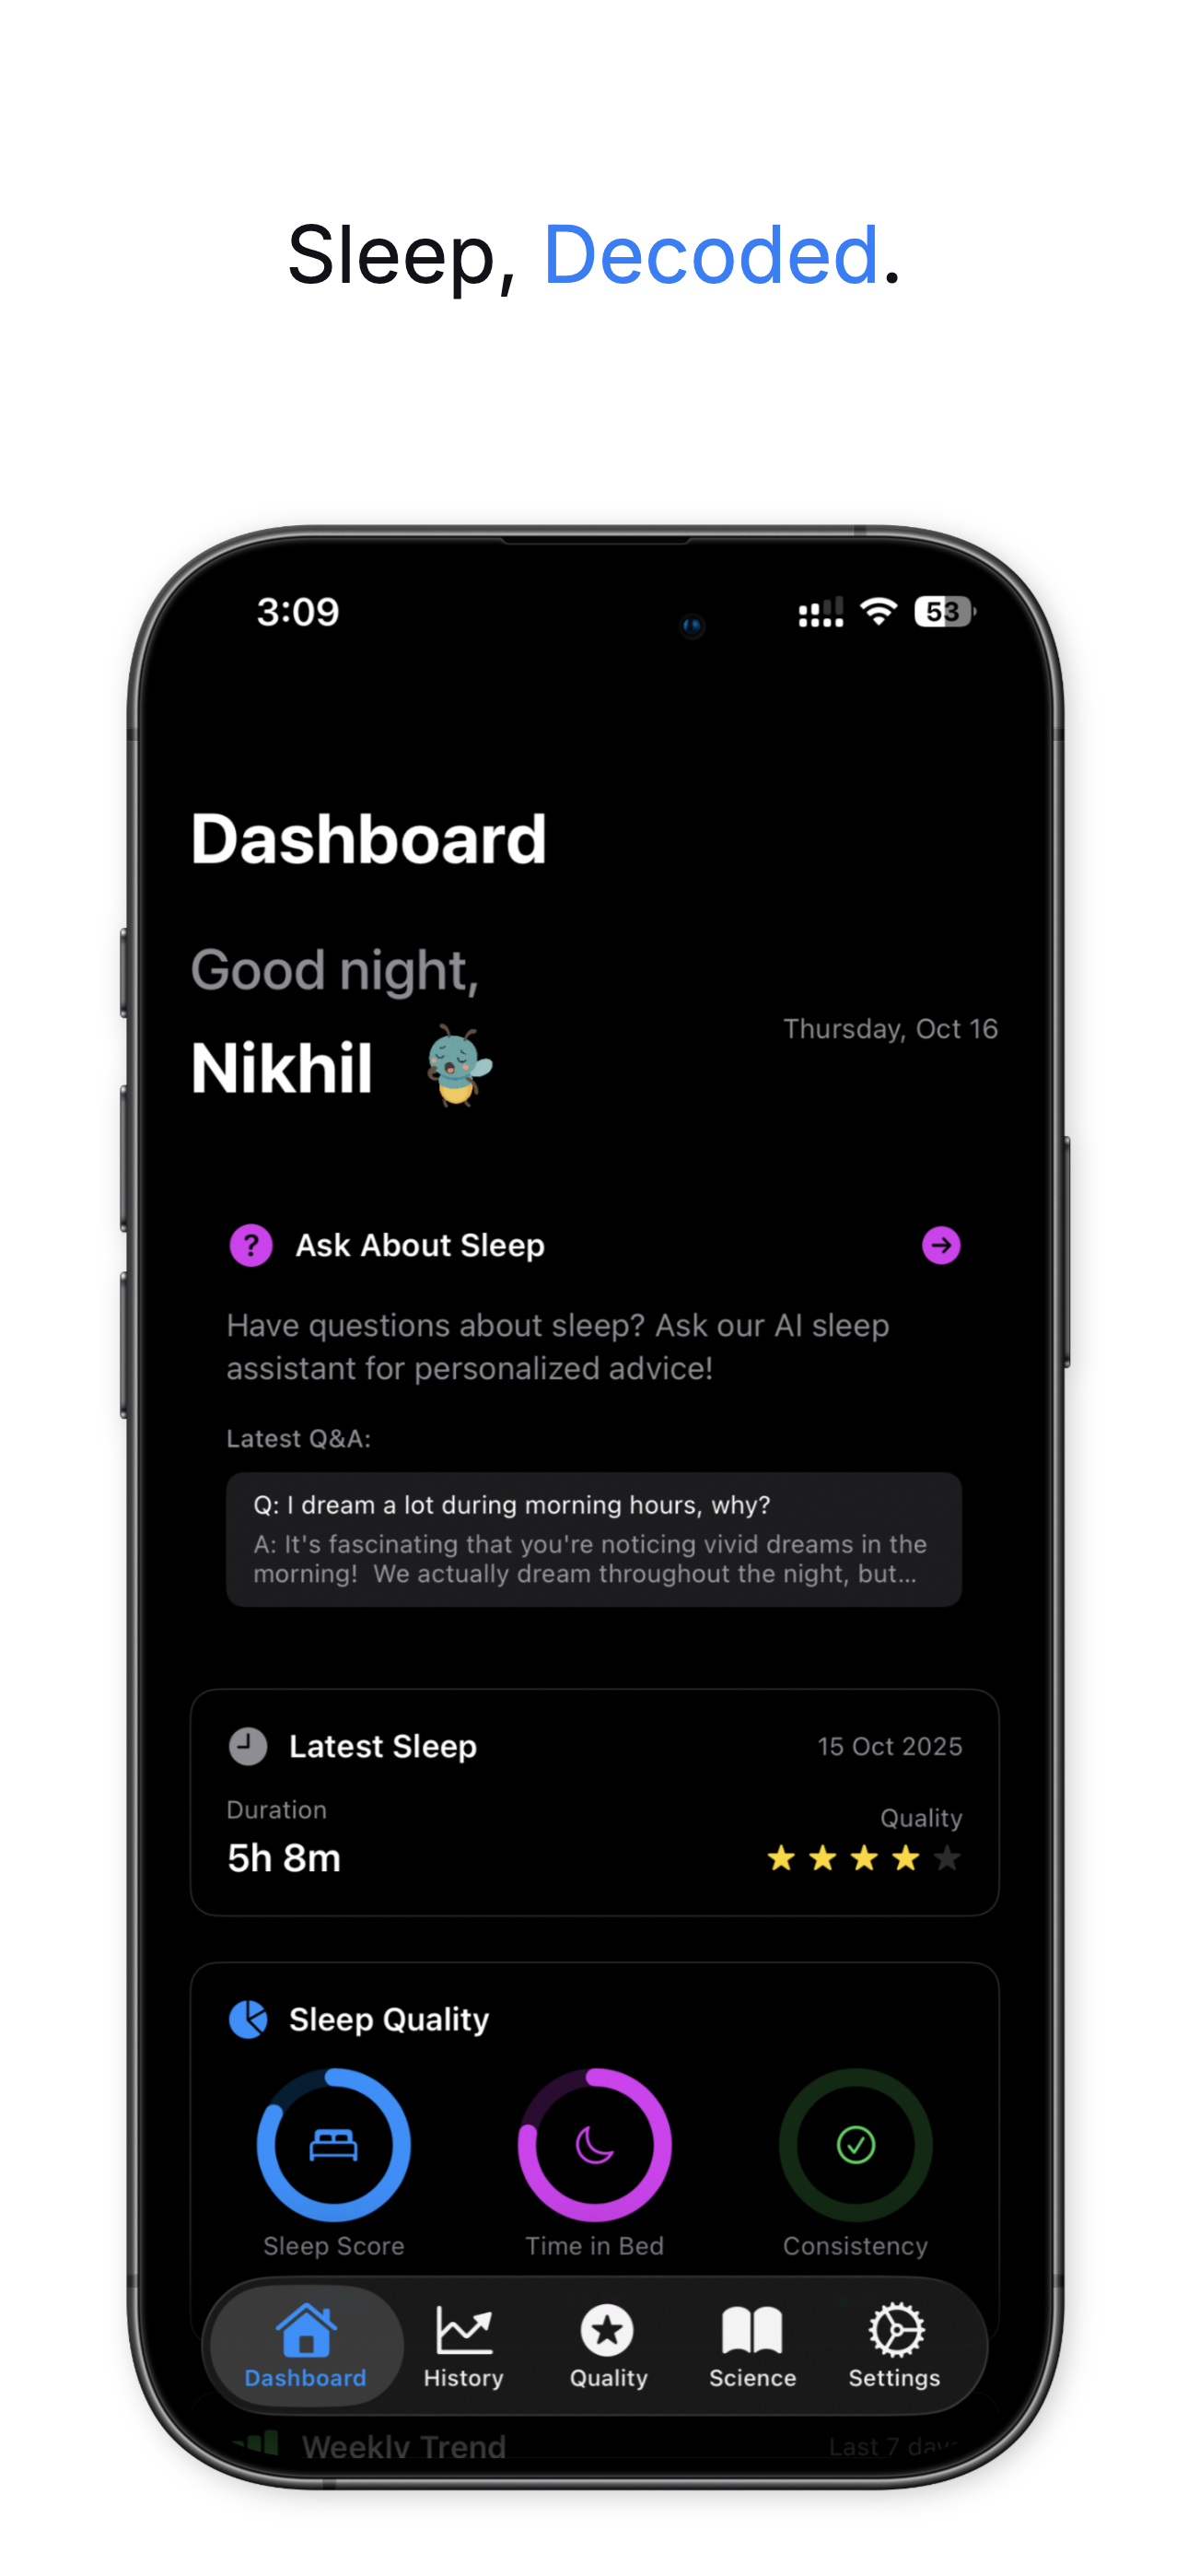 Sleep, Decoded.
3:09
53
Dashboard
Good night,
Nikhil
Thursday, Oct 16
? Ask About Sleep
Have questions about sleep? Ask our AI sleep
assistant for personalized advice!
Latest Q&A:
Q: I dream a lot during morning hours, why?
A: It's fascinating that you're noticing vivid dreams in the
morning!  We actually dream throughout the night, but...
Latest Sleep
15 Oct 2025
Duration
Quality
5h 8m
Sleep Quality
Sleep Score
Time in Bed
Consistency
Dashboard
History
Quality
Science
Settings
Weekly Trend
Last 7 days